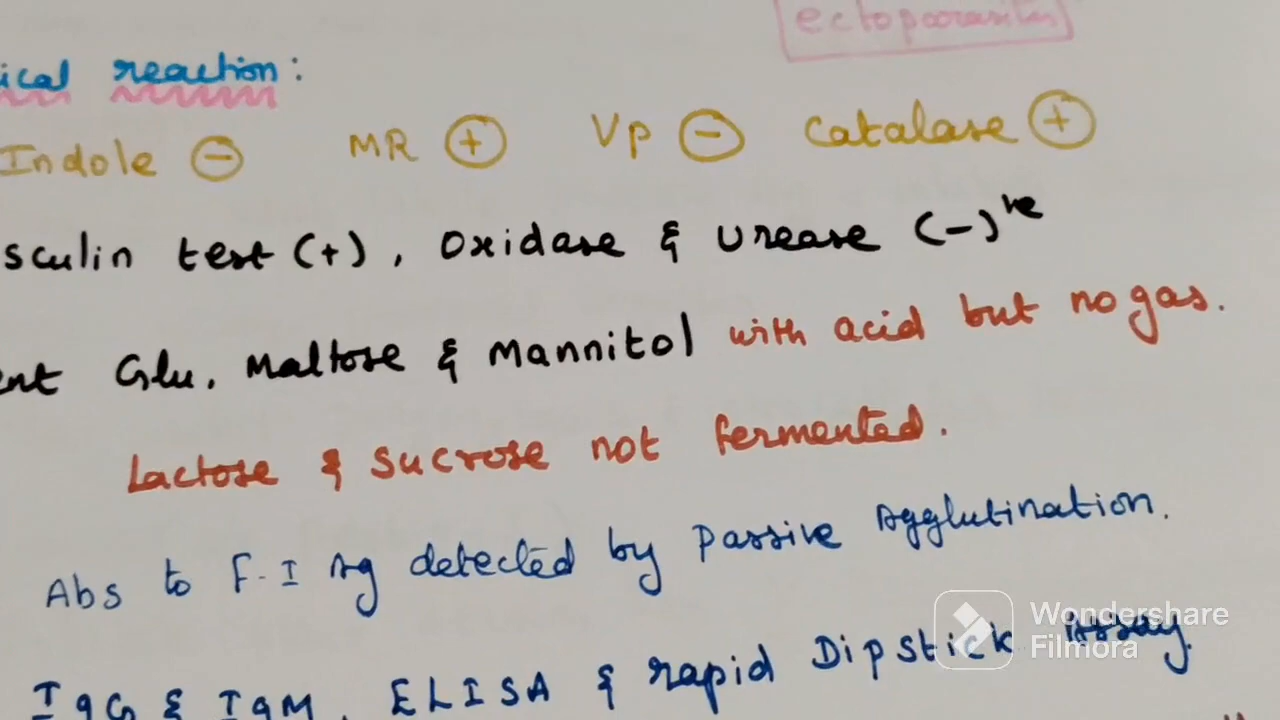 ectoparasites
ical reaction:
Indole (-) MR (+) VP (-) Catalase (+)
sculin test (+), Oxidase & Urease (-)ve
ent Glu, Maltose & Mannitol with acid but no gas.
Lactose & Sucrose not fermented.
Abs to F-I Ag detected by Passive Agglutination.
IgG & IgM, ELISA & rapid Dipstick Assay.
Wondershare
Filmora